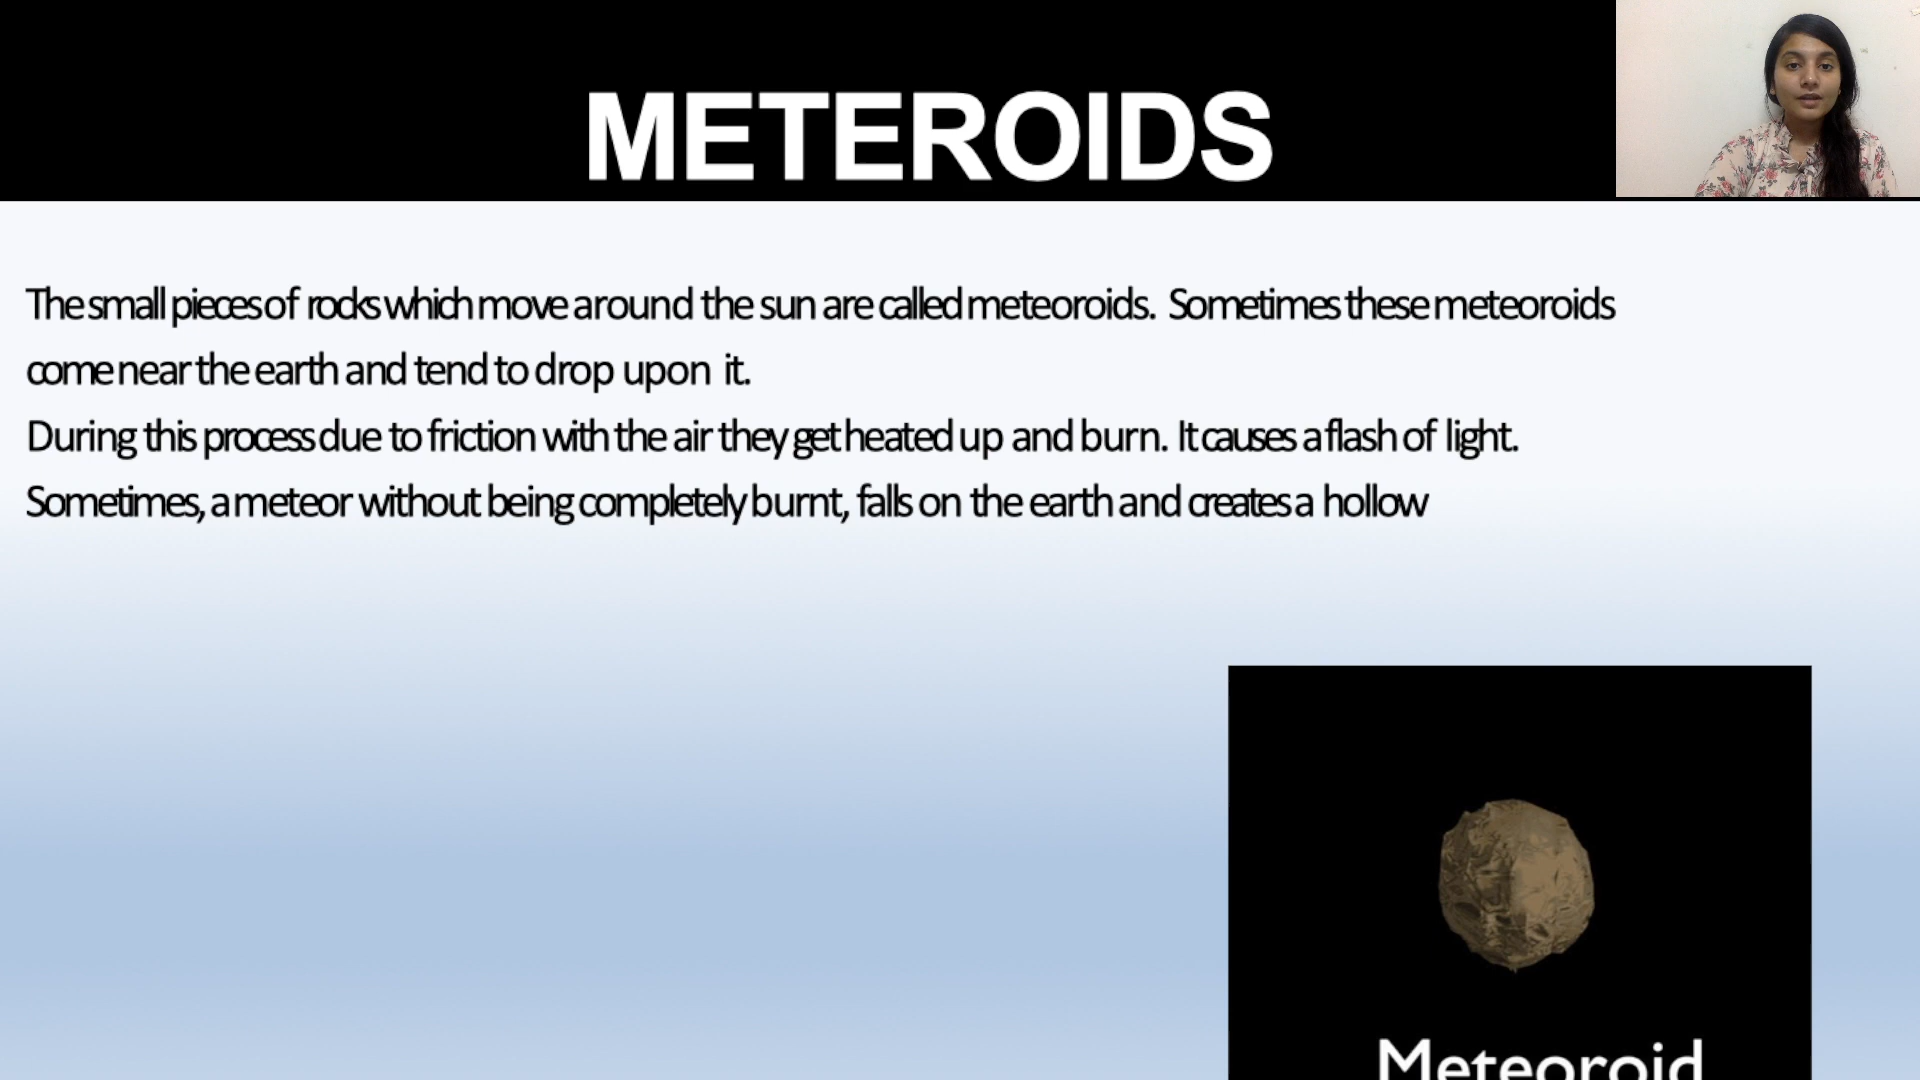 METEROIDS
The small pieces of rocks which move around the sun are called meteoroids. Sometimes these meteoroids
come near the earth and tend to drop upon it.
During this process due to friction with the air they get heated up and burn. It causes a flash of light.
Sometimes, a meteor without being completely burnt, falls on the earth and creates a hollow
Meteoroid